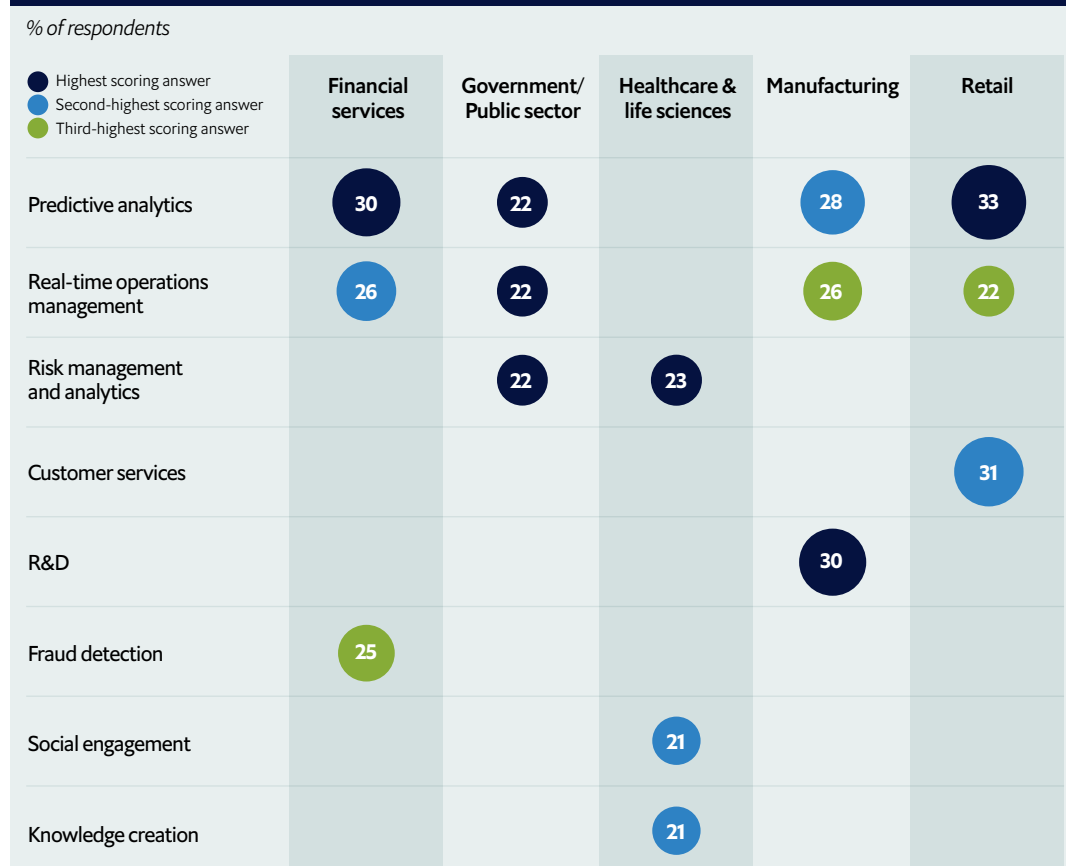 % of respondents
Highest scoring answer
Second-highest scoring answer
Third-highest scoring answer
Financial
services
Government/
Public sector
Healthcare &
life sciences
Manufacturing
Retail
Predictive analytics
30
22
28
33
Real-time operations
management
26
22
26
22
Risk management
and analytics
22
23
Customer services
31
R&D
30
Fraud detection
25
Social engagement
21
Knowledge creation
21